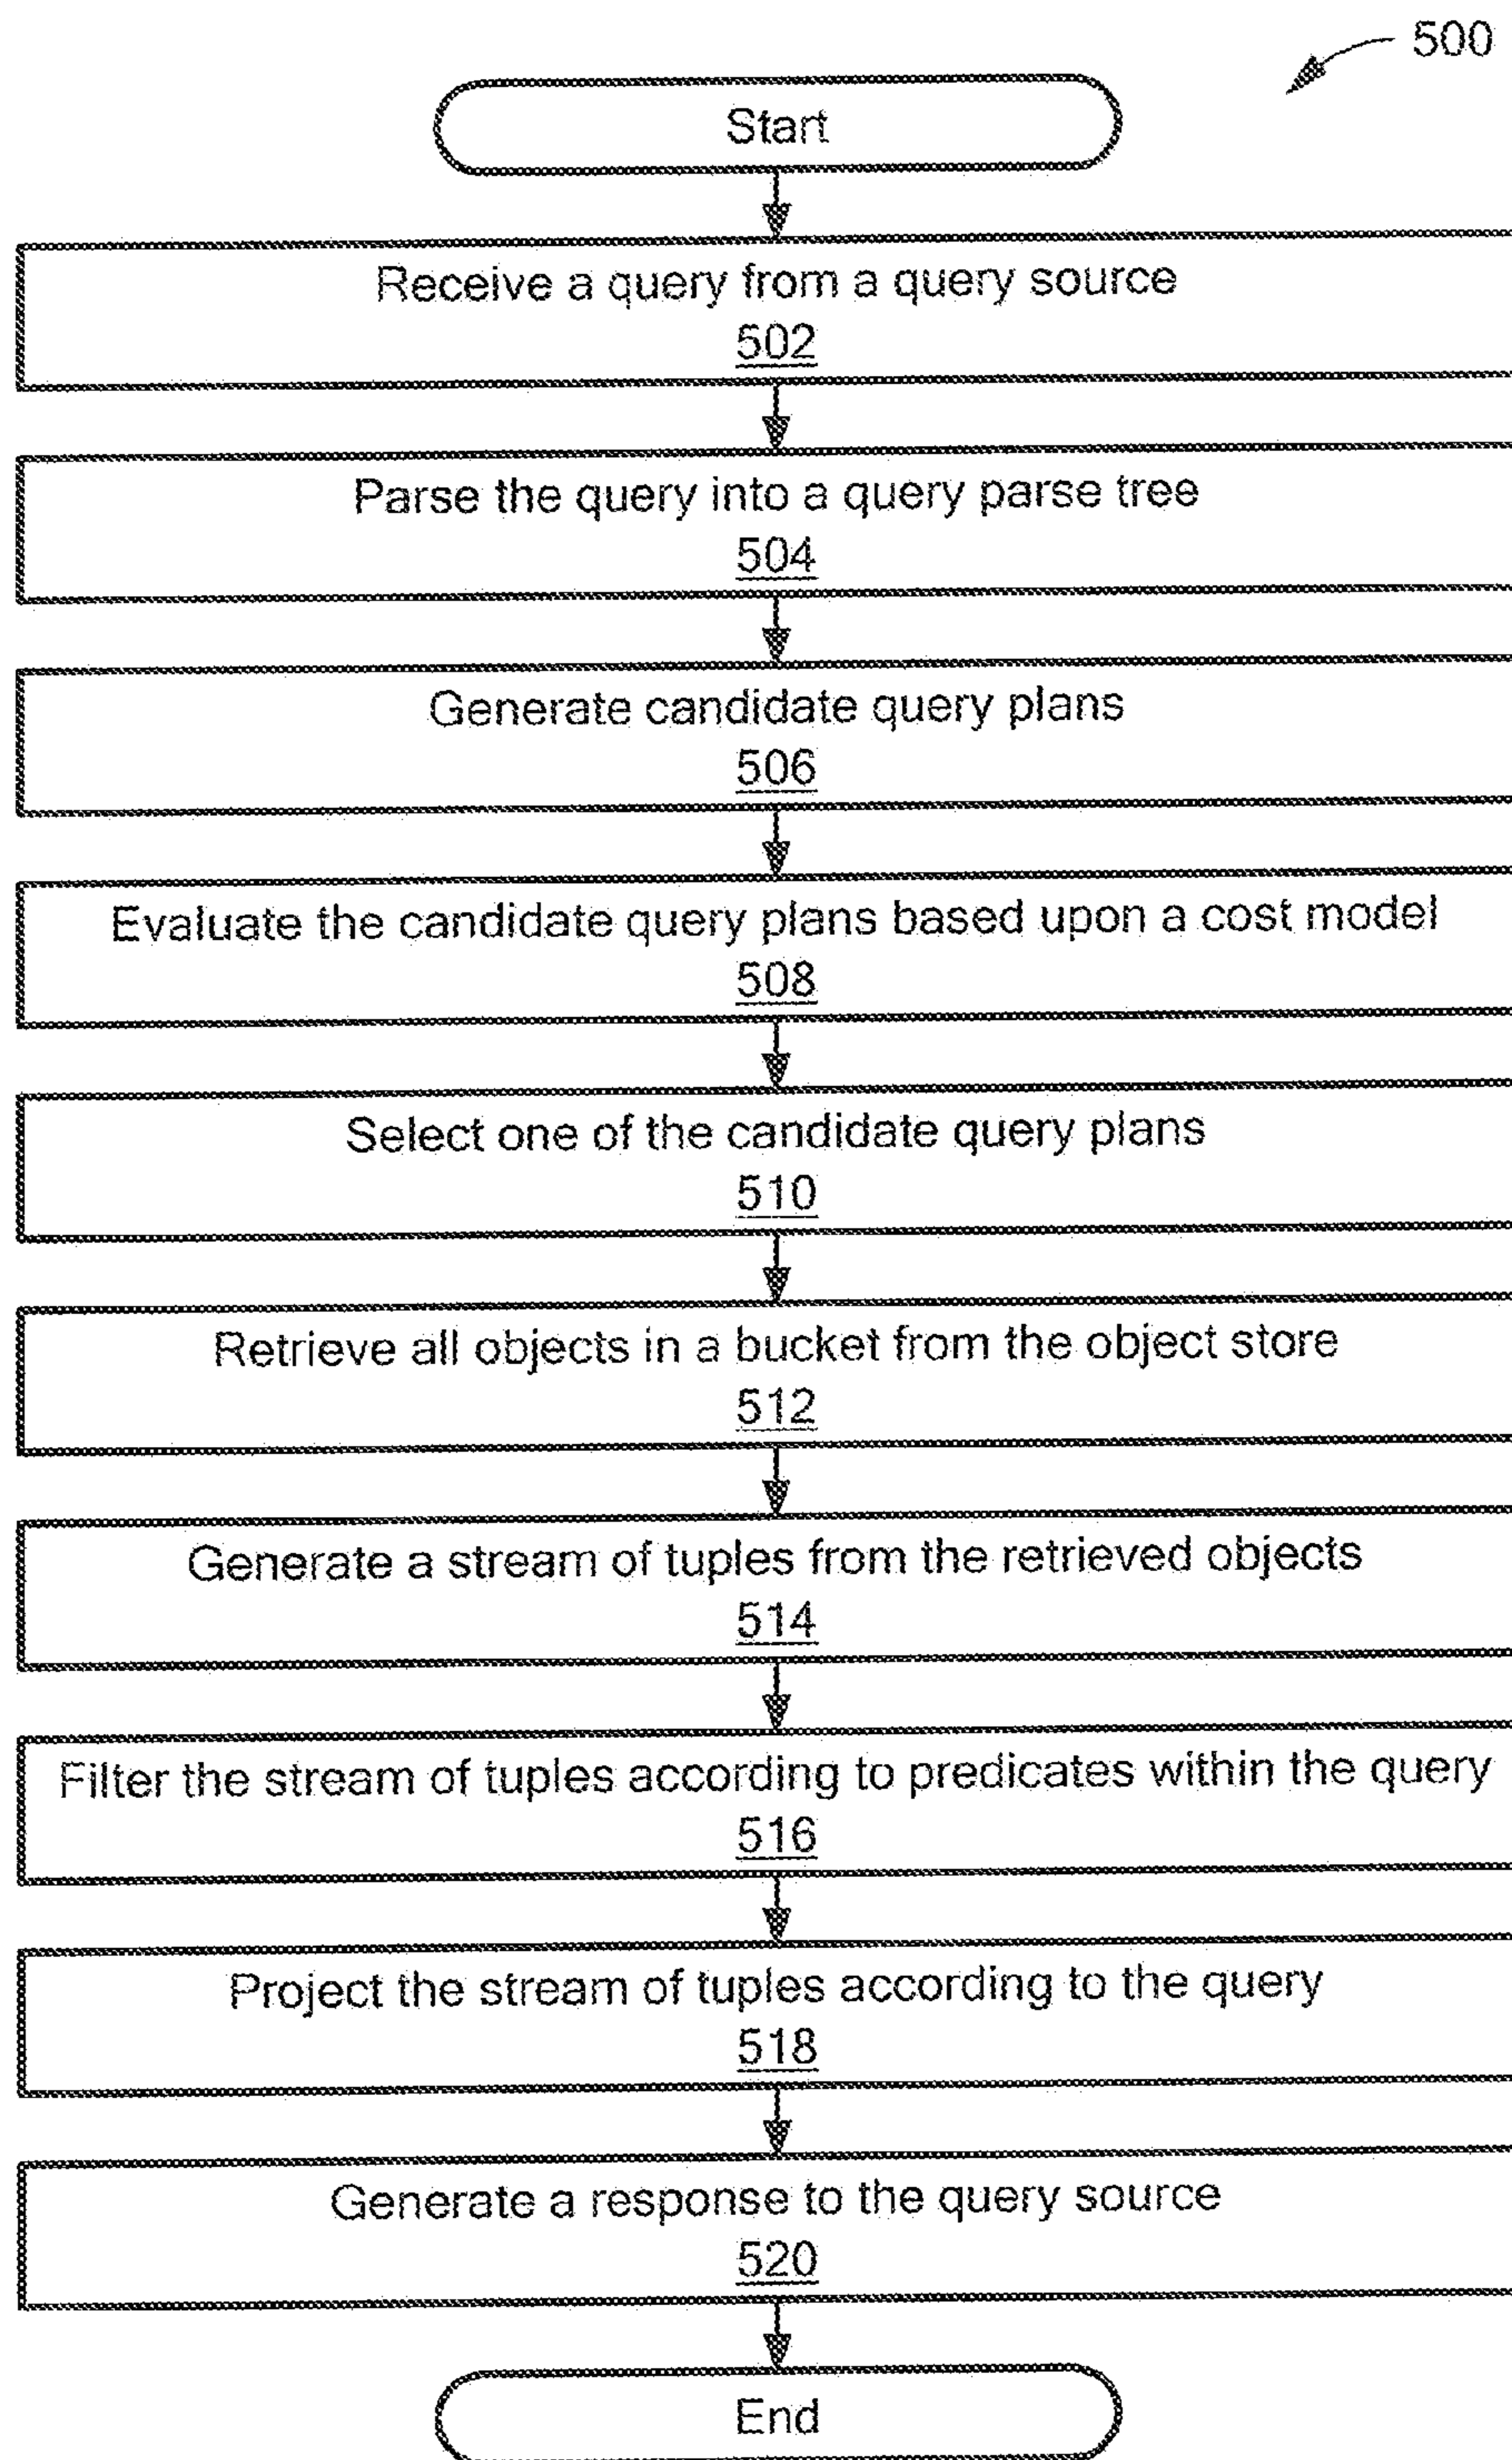 500
Start
Receive a query from a query source
502
Parse the query into a query parse tree
504
Generate candidate query plans
506
Evaluate the candidate query plans based upon a cost model
508
Select one of the candidate query plans
510
Retrieve all objects in a bucket from the object store
512
Generate a stream of tuples from the retrieved objects
514
Filter the stream of tuples according to predicates within the query
516
Project the stream of tuples according to the query
518
Generate a response to the query source
520
End